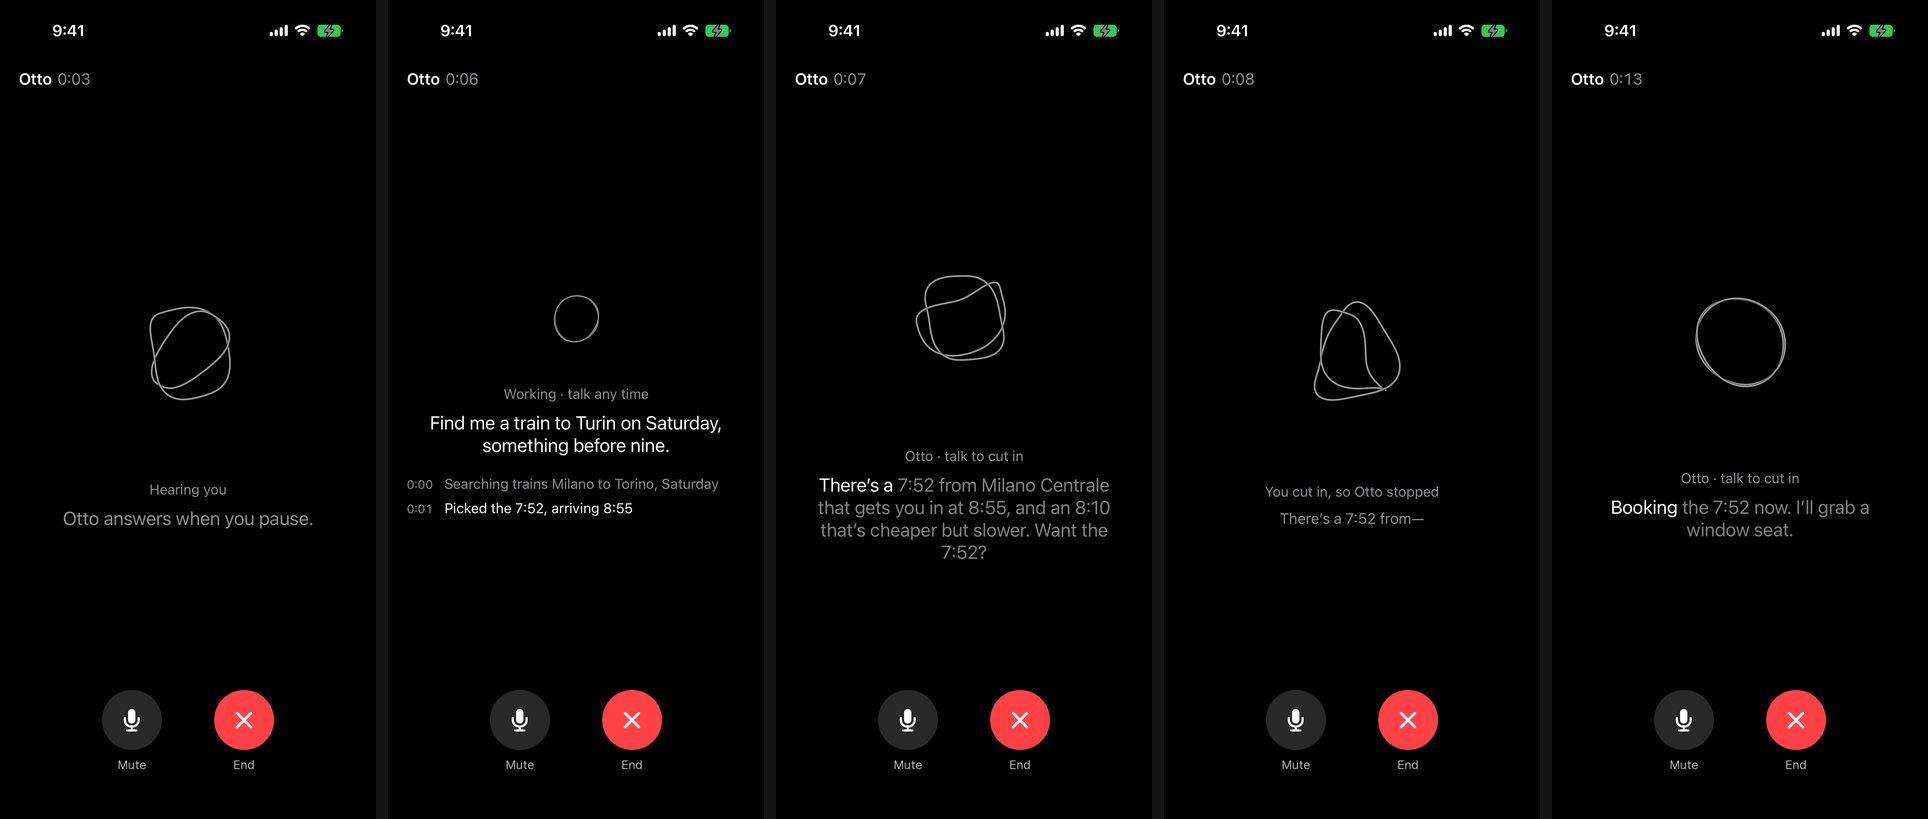 9:41
Otto 0:03
Hearing you
Otto answers when you pause.
Mute
End
9:41
Otto 0:06
Working · talk any time
Find me a train to Turin on Saturday,
something before nine.
0:00 Searching trains Milano to Torino, Saturday
0:01 Picked the 7:52, arriving 8:55
Mute
End
9:41
Otto 0:07
Otto · talk to cut in
There’s a 7:52 from Milano Centrale
that gets you in at 8:55, and an 8:10
that’s cheaper but slower. Want the
7:52?
Mute
End
9:41
Otto 0:08
You cut in, so Otto stopped
There’s a 7:52 from—
Mute
End
9:41
Otto 0:13
Otto · talk to cut in
Booking the 7:52 now. I’ll grab a
window seat.
Mute
End